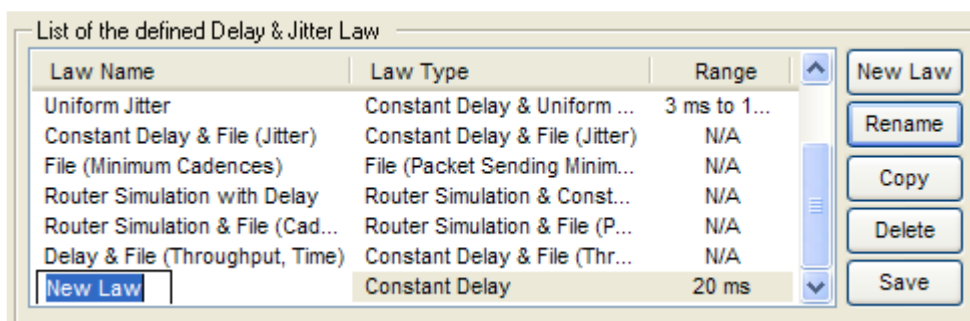 List of the defined Delay & Jitter Law
Law Name Law Type Range New Law
Uniform Jitter Constant Delay & Uniform ... 3 ms to 1...
Constant Delay & File (Jitter) Constant Delay & File (Jitter) N/A Rename
File (Minimum Cadences) File (Packet Sending Minim... N/A
Router Simulation with Delay Router Simulation & Const... N/A Copy
Router Simulation & File (Cad... Router Simulation & File (P... N/A Delete
Delay & File (Throughput, Time) Constant Delay & File (Thr... N/A
New Law Constant Delay 20 ms Save